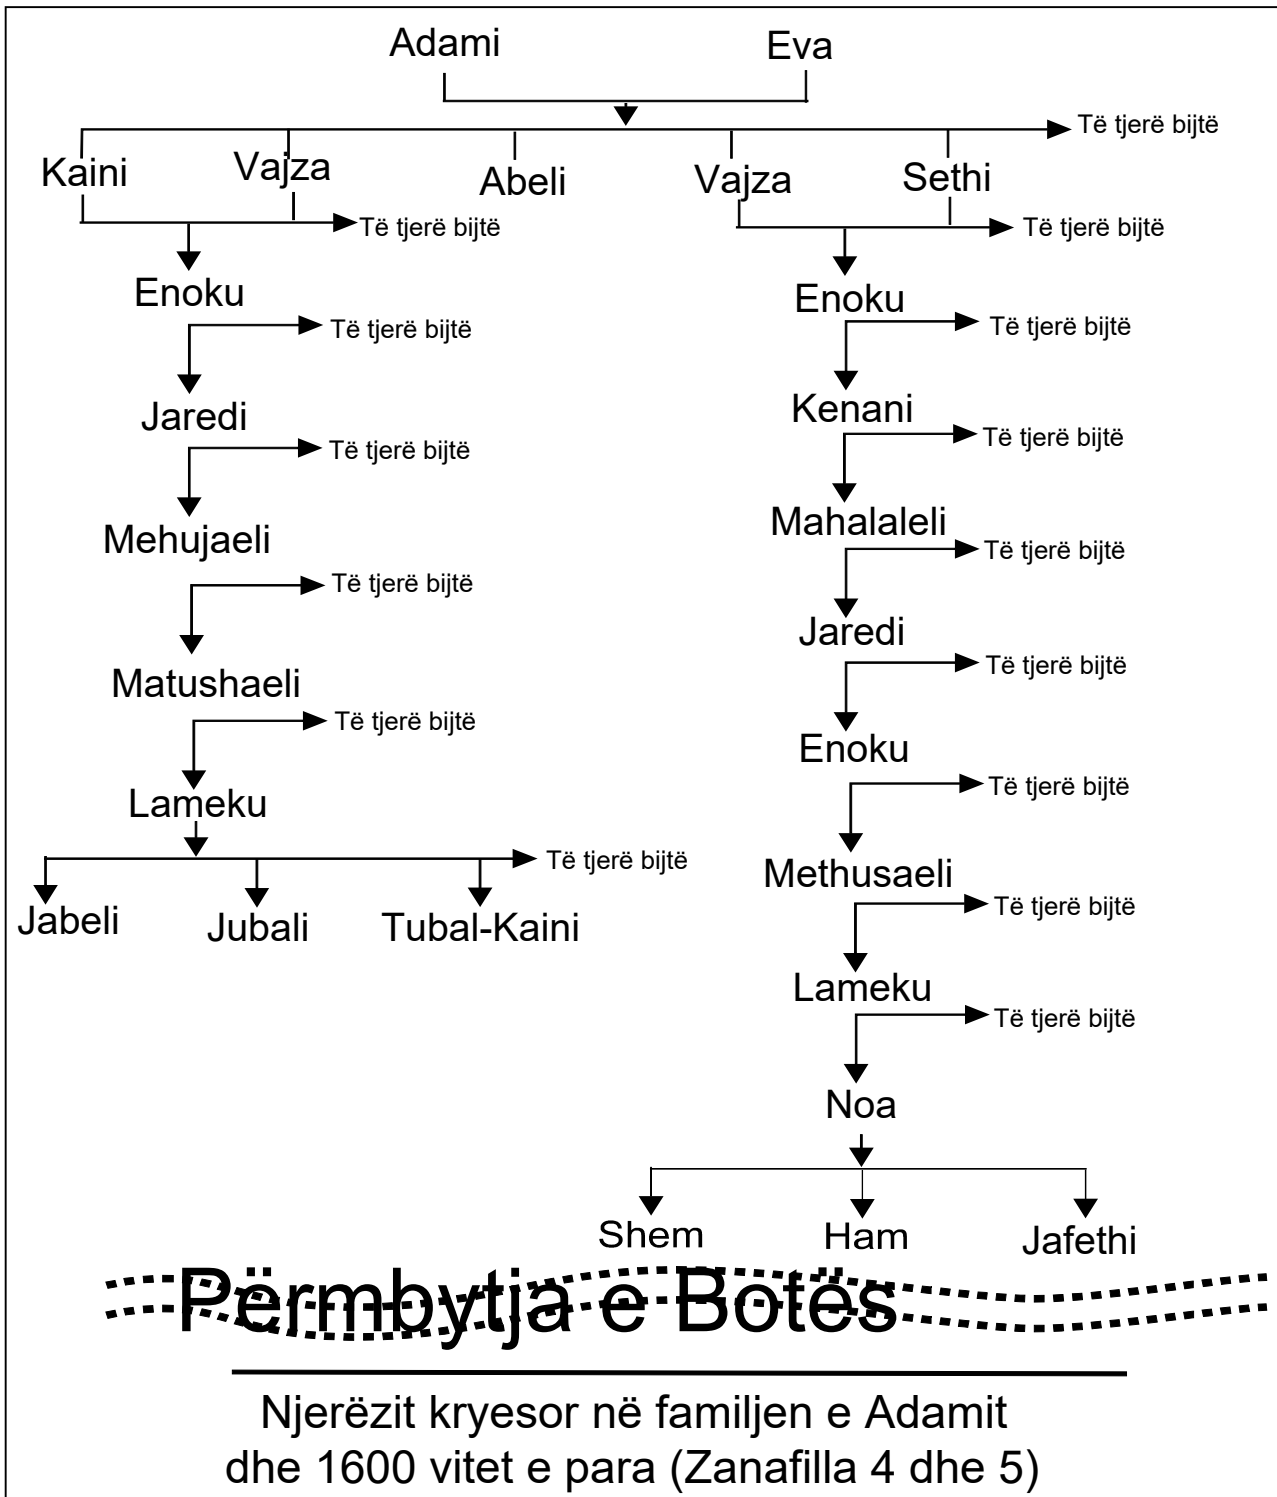 Adami
Eva
Të tjerë bijtë
Kaini
Vajza
Abeli
Vajza
Sethi
Të tjerë bijtë
Të tjerë bijtë
Enoku
Enoku
Të tjerë bijtë
Të tjerë bijtë
Jaredi
Kenani
Të tjerë bijtë
Të tjerë bijtë
Mehujaeli
Mahalaleli
Të tjerë bijtë
Të tjerë bijtë
Matushaeli
Jaredi
Të tjerë bijtë
Të tjerë bijtë
Lameku
Enoku
Të tjerë bijtë
Të tjerë bijtë
Jabeli
Jubali
Tubal-Kaini
Methusaeli
Të tjerë bijtë
Lameku
Të tjerë bijtë
Noa
Shem
Ham
Jafethi
Përmbytja e Botës
Njerëzit kryesor në familjen e Adamit
dhe 1600 vitet e para (Zanafilla 4 dhe 5)